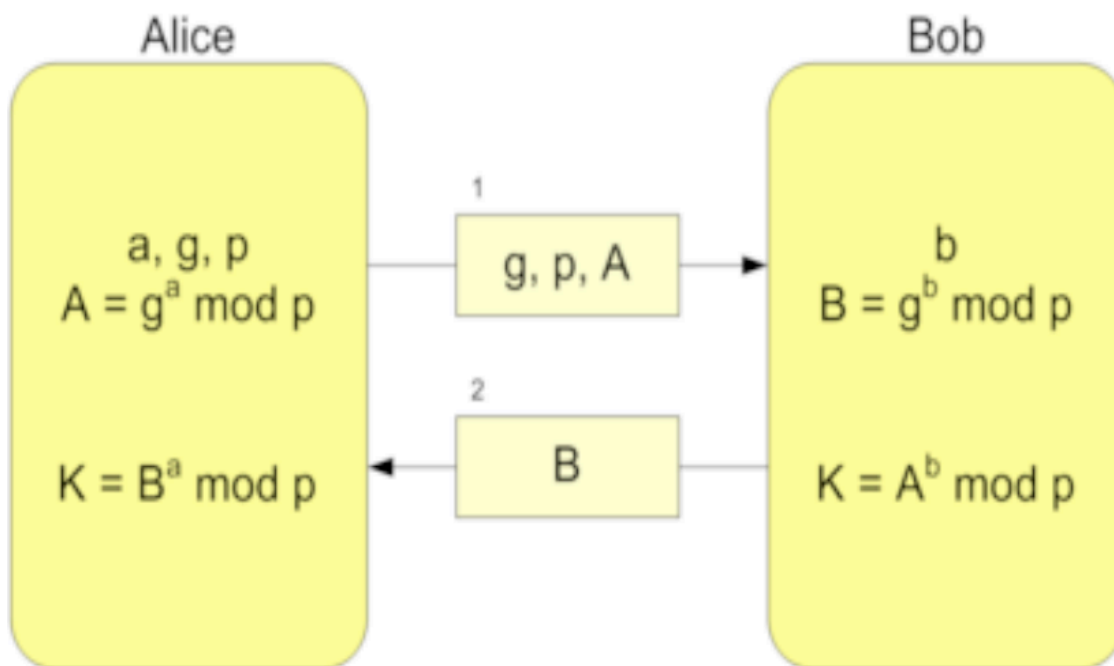 Alice
Bob
a, g, p
A = g^a mod p
K = B^a mod p
1
g, p, A
2
B
b
B = g^b mod p
K = A^b mod p